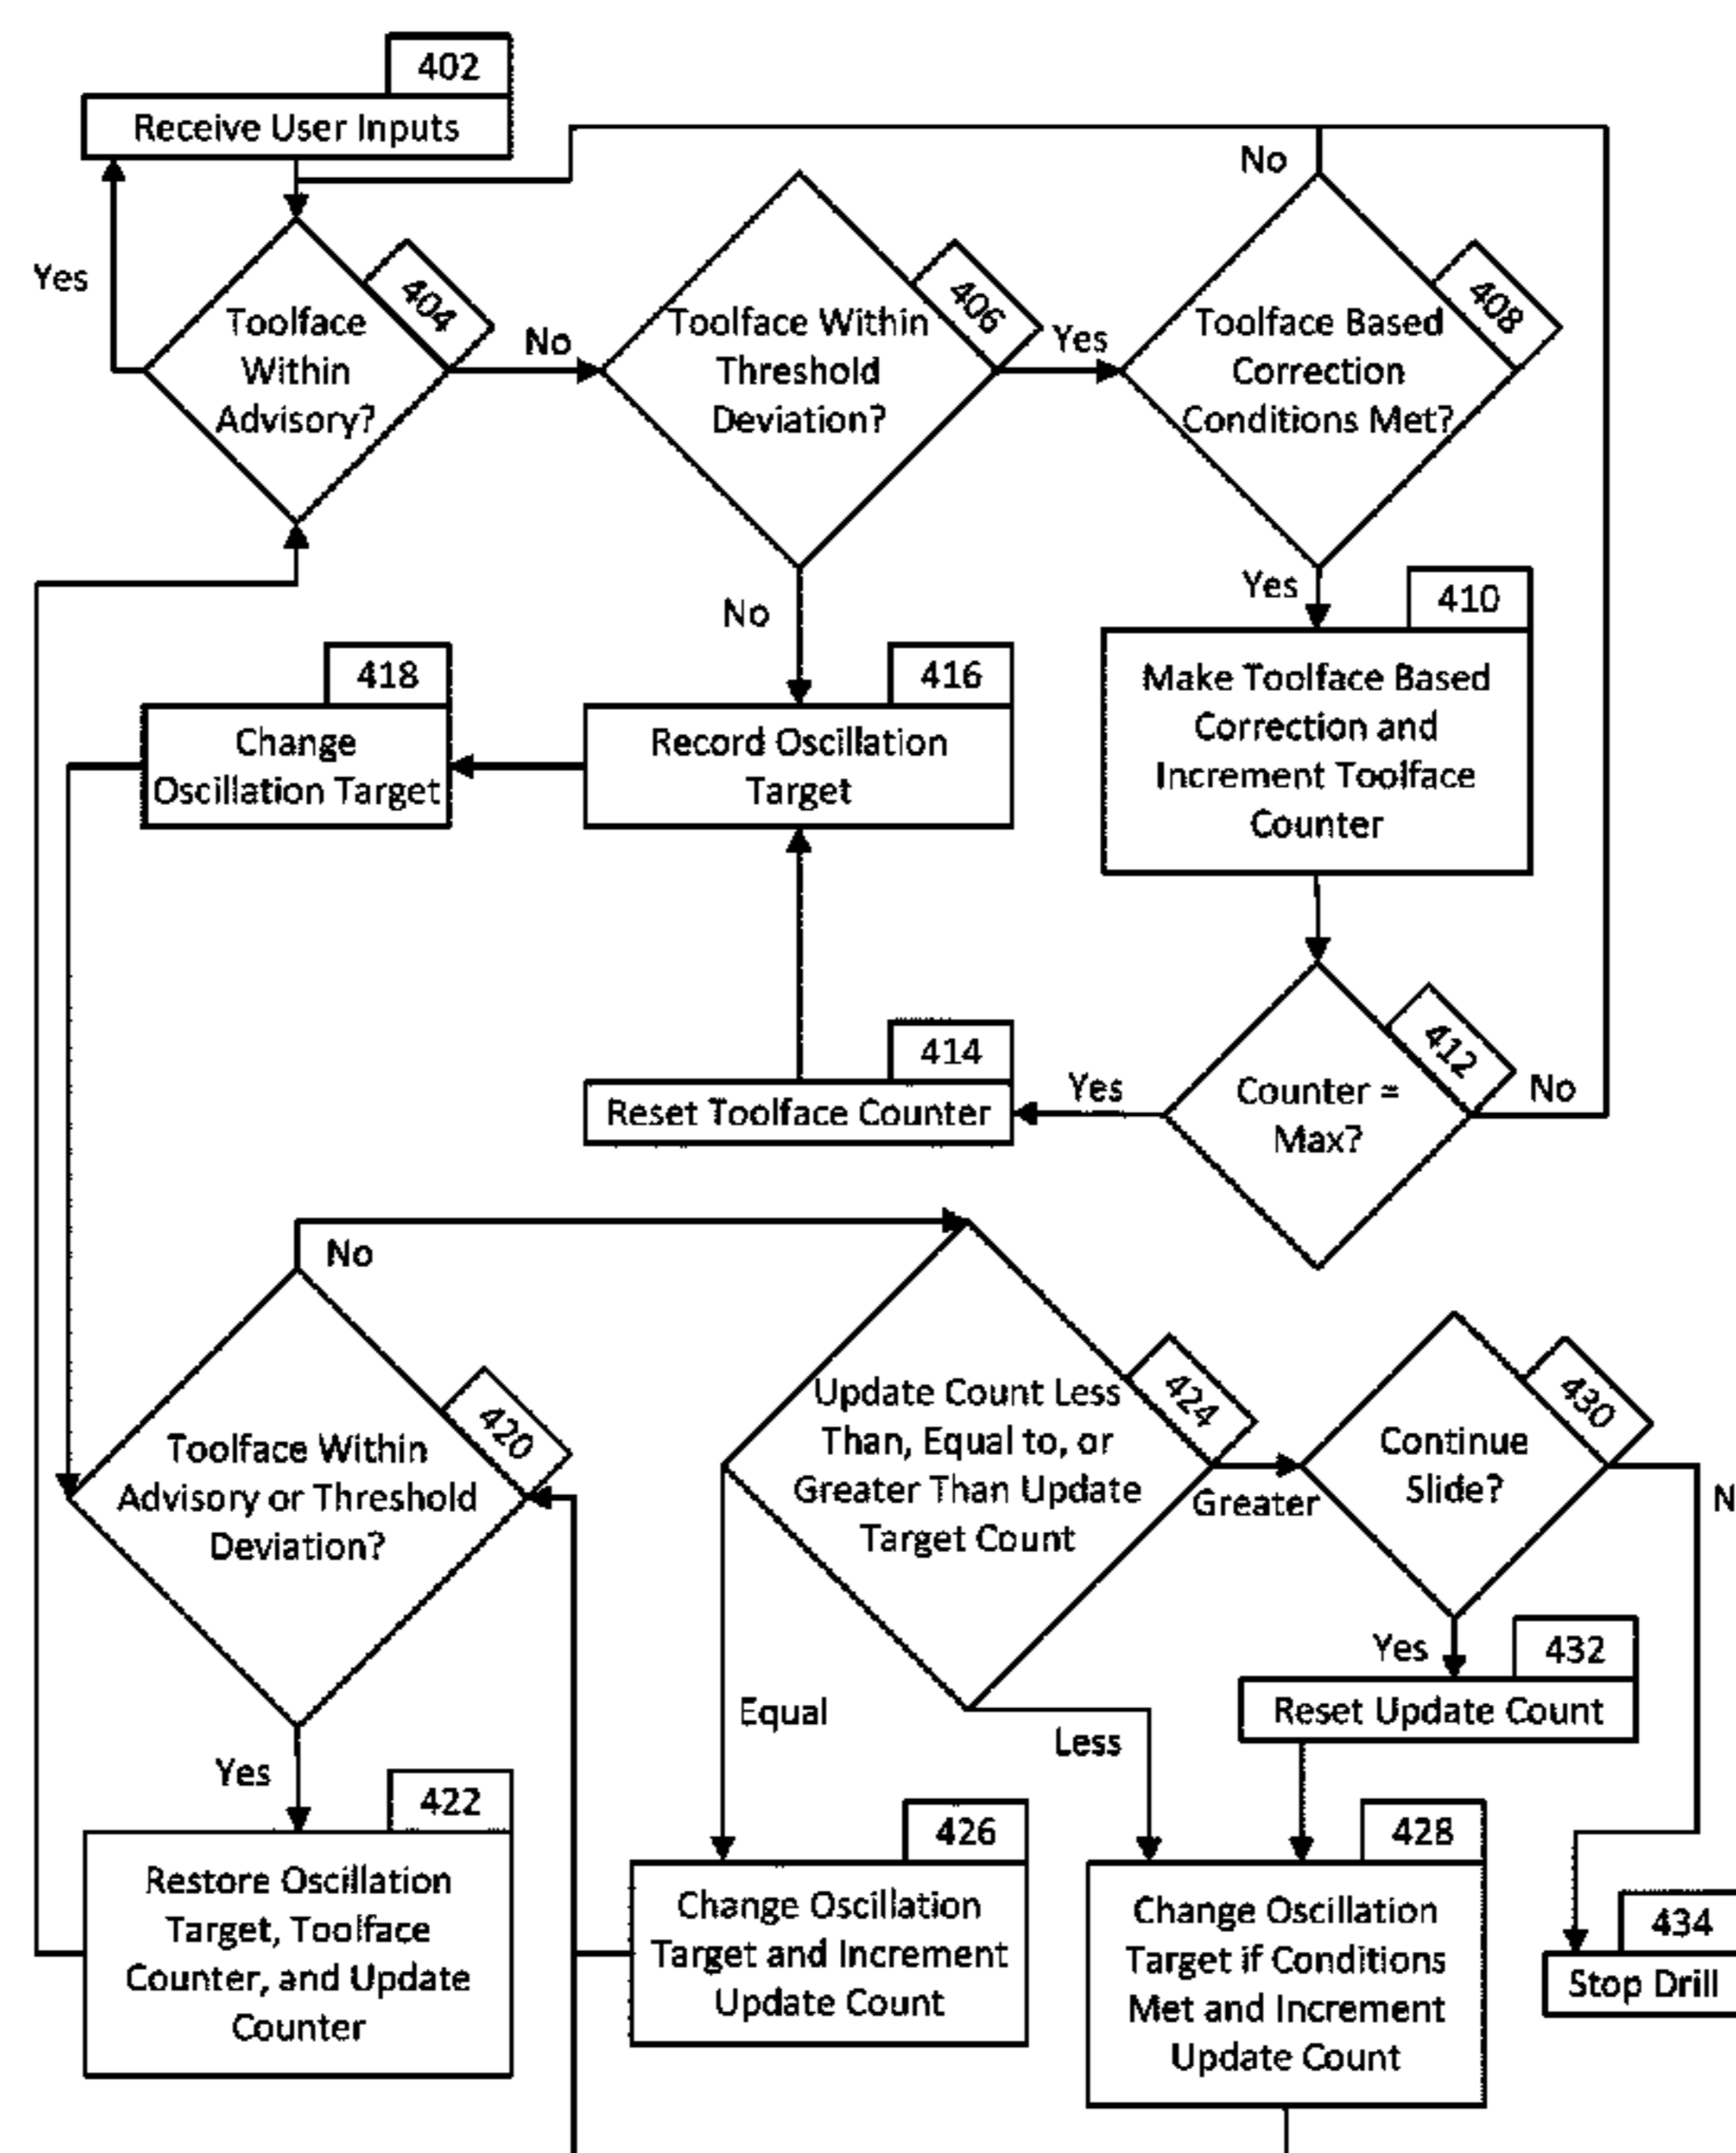 402
Receive User Inputs
No
Yes
404
406
408
Toolface
Within
Advisory?
No
Toolface Within
Threshold
Deviation?
Yes
Toolface Based
Correction
Conditions Met?
No
Yes
410
418
416
Make Toolface Based
Correction and
Increment Toolface
Counter
Change
Oscillation Target
Record Oscillation
Target
414
412
Reset Toolface Counter
Yes
Counter =
Max?
No
No
420
424
430
Toolface Within
Advisory or Threshold
Deviation?
Update Count Less
Than, Equal to, or
Greater Than Update
Target Count
Greater
Continue
Slide?
N
Yes
432
Reset Update Count
Equal
Less
Yes
422
426
428
434
Restore Oscillation
Target, Toolface
Counter, and Update
Counter
Change Oscillation
Target and Increment
Update Count
Change Oscillation
Target if Conditions
Met and Increment
Update Count
Stop Drill